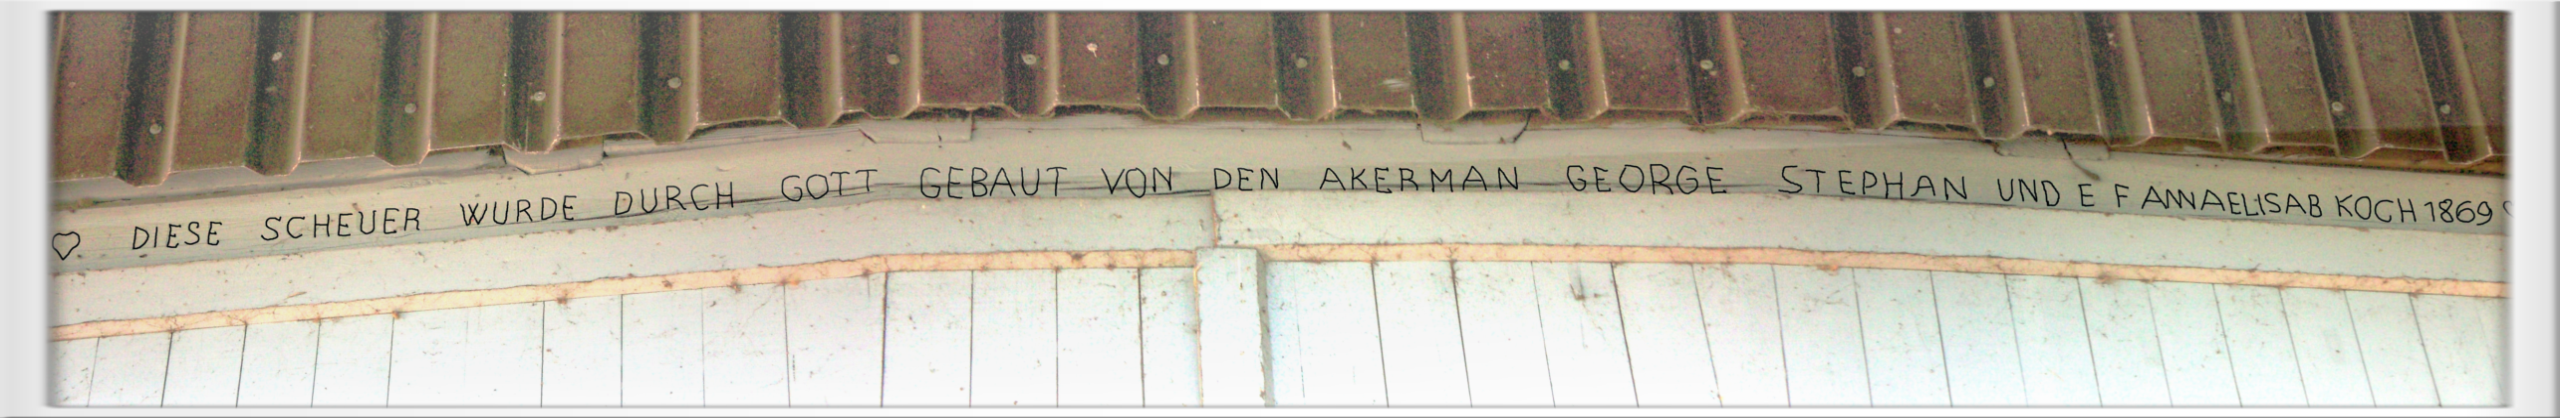 ♡ DIESE SCHEUER WURDE DURCH GOTT GEBAUT VON DEN AKERMAN GEORGE STEPHAN UND E F ANNAELISAB KOCH 1869